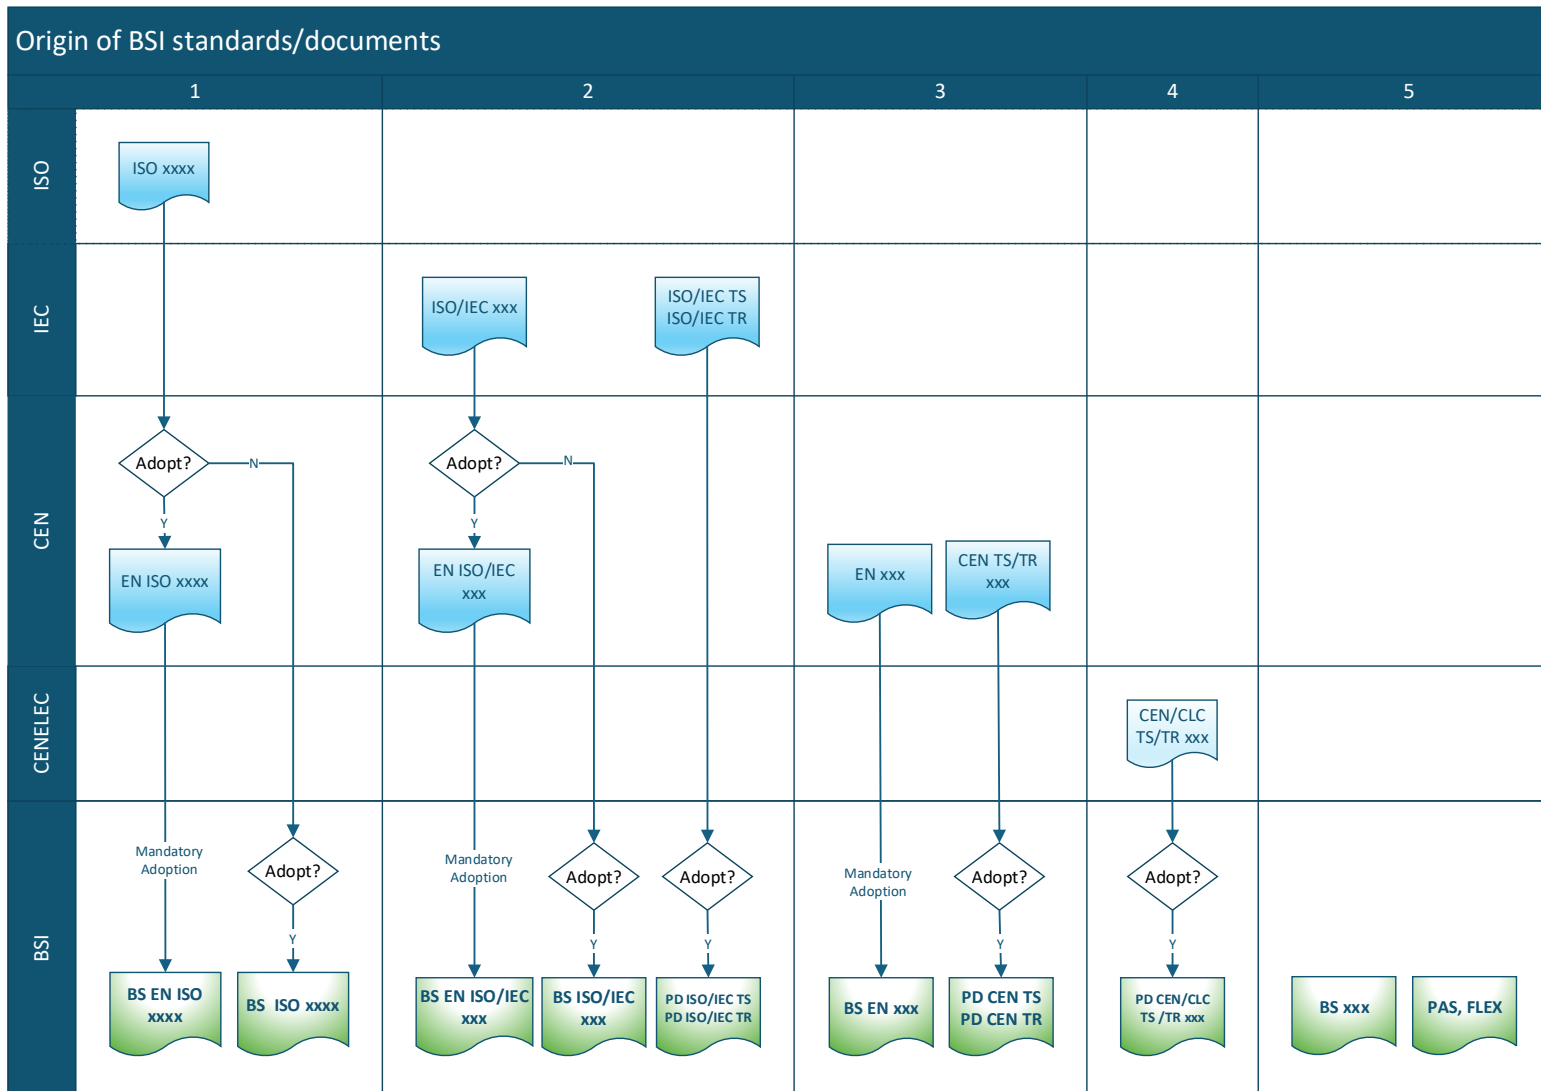 Origin of BSI standards/documents
1
2
3
4
5
ISO
ISO xxxx
IEC
ISO/IEC xxx
ISO/IEC TS
ISO/IEC TR
CEN
Adopt?
N
Y
EN ISO xxxx
Adopt?
N
Y
EN ISO/IEC
xxx
EN xxx
CEN TS/TR
xxx
CENELEC
CEN/CLC
TS/TR xxx
BSI
Mandatory
Adoption
Adopt?
Y
Mandatory
Adoption
Adopt?
Y
Adopt?
Y
Mandatory
Adoption
Adopt?
Y
Adopt?
Y
BS EN ISO
xxxx
BS  ISO xxxx
BS EN ISO/IEC
xxx
BS ISO/IEC
xxx
PD ISO/IEC TS
PD ISO/IEC TR
BS EN xxx
PD CEN TS
PD CEN TR
PD CEN/CLC
TS /TR xxx
BS xxx
PAS, FLEX